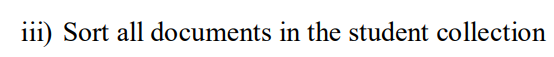 iii) Sort all documents in the student collection